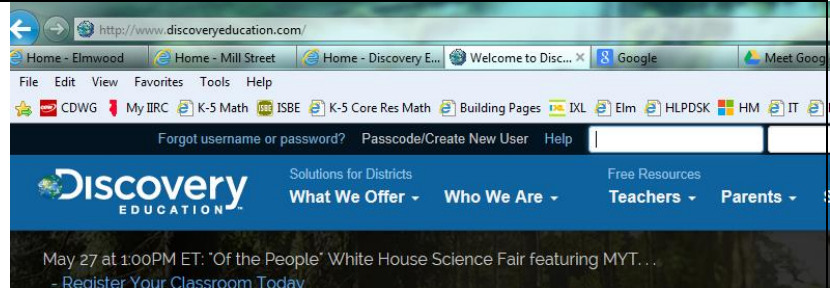 http://www.discoveryeducation.com/
Home - Elmwood Home - Mill Street Home - Discovery E... Welcome to Disc... Google Meet Goog
File Edit View Favorites Tools Help
CDWG My IIRC K-5 Math ISBE K-5 Core Res Math Building Pages IXL Elm HLPDSK HM IT
Forgot username or password? Passcode/Create New User Help
Solutions for Districts Free Resources
DISCOVERY What We Offer Who We Are Teachers Parents
EDUCATION
May 27 at 1:00PM ET: "Of the People" White House Science Fair featuring MYT...
- Register Your Classroom Today